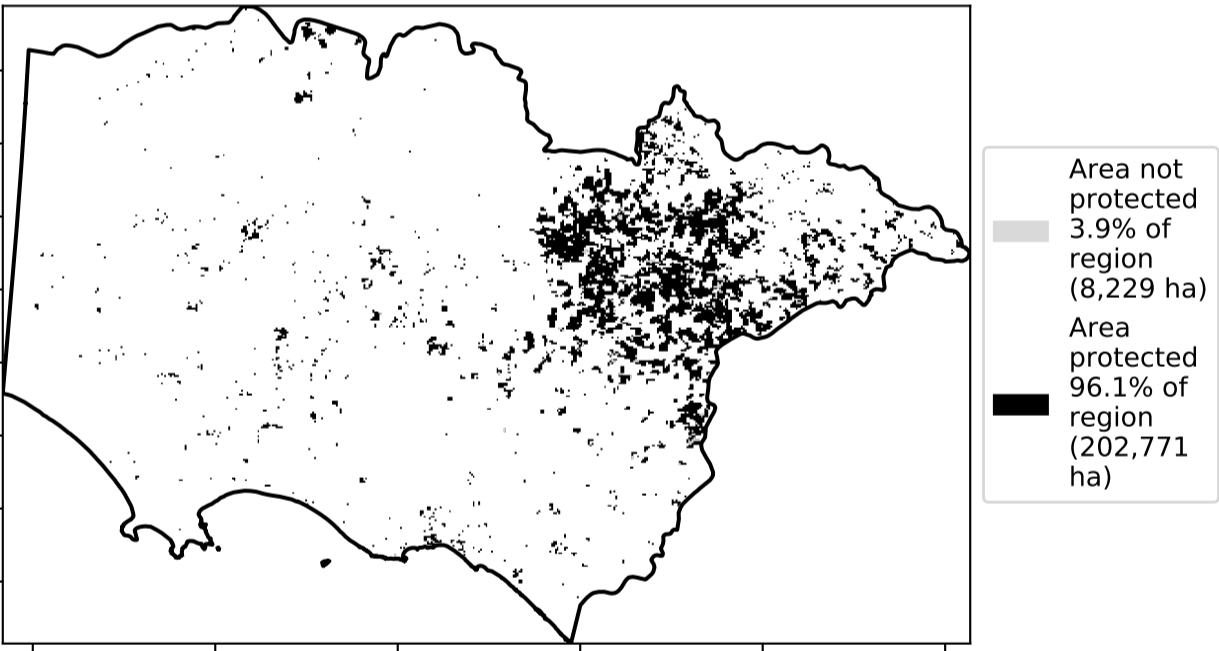 Area not
protected
3.9% of
region
(8,229 ha)
Area
protected
96.1% of
region
(202,771
ha)